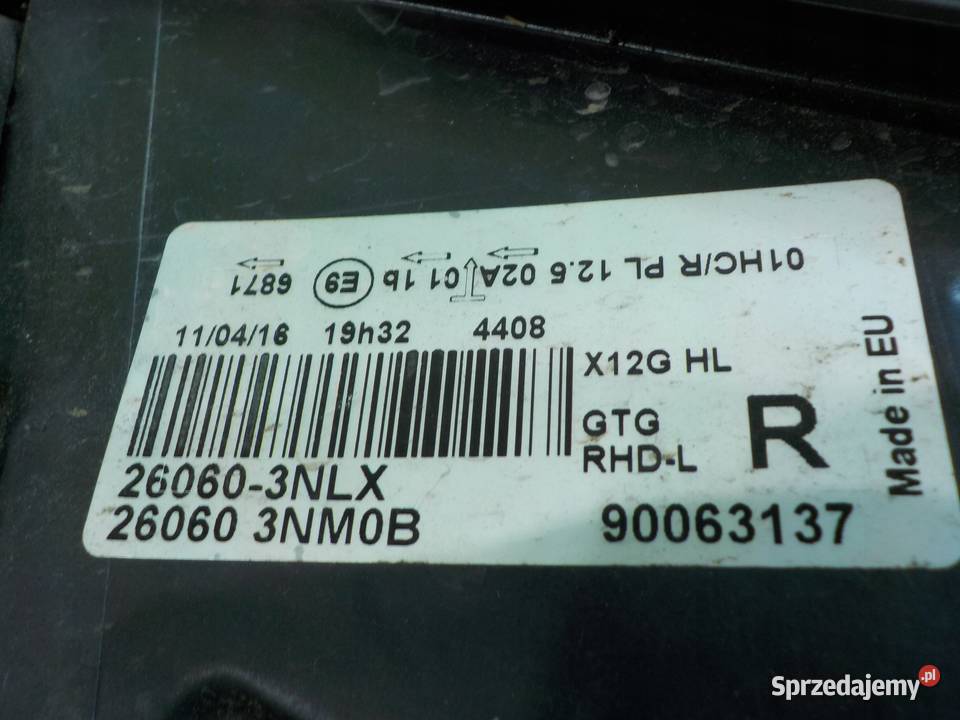 01HC/R PL 12.5 02A 01 1b E9 6871
11/04/16 19h32 4408
X12G HL
GTG
RHD-L
R
Made in EU
26060-3NLX
26060 3NM0B
90063137
Sprzedajemy.pl